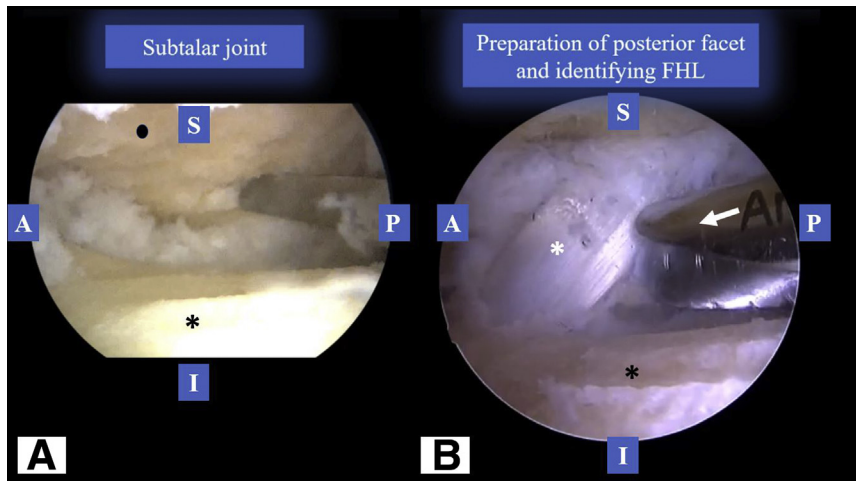 Subtalar joint
Preparation of posterior facet
and identifying FHL
S
A
P
I
*
A
S
A
P
I
*
*
B